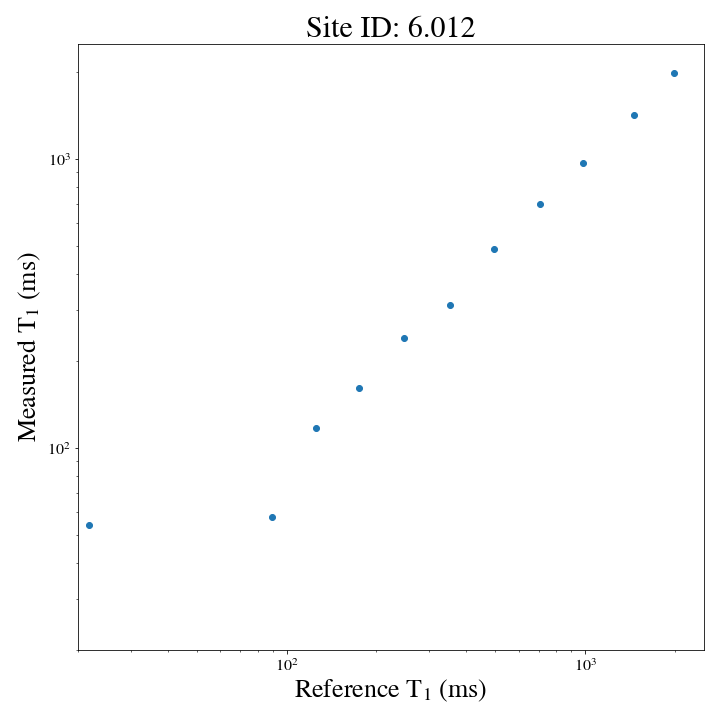 Site ID: 6.012
Measured T₁ (ms)
10³
10²
10² 10³
Reference T₁ (ms)